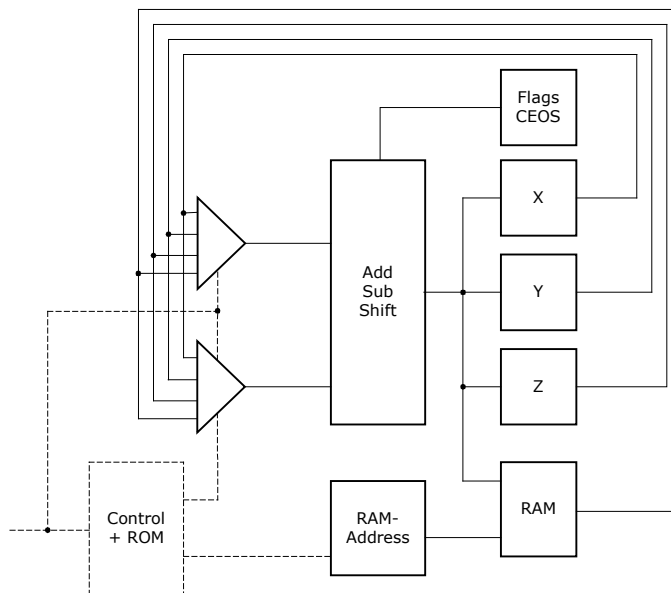 Flags
CEOS
X
Add
Sub
Shift
Y
Z
Control
+ ROM
RAM-
Address
RAM